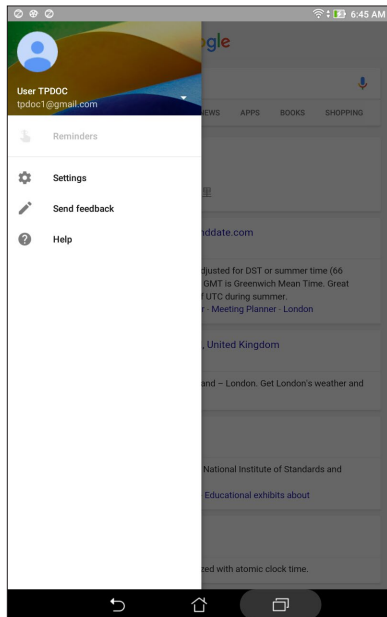 6:45 AM
ogle
User TPDOC
tpdoc1@gmail.com
EWS APPS BOOKS SHOPPING
Reminders
Settings
Send feedback
Help
里
nddate.com
djusted for DST or summer time (66
GMT is Greenwich Mean Time. Great
f UTC during summer.
r - Meeting Planner - London
, United Kingdom
and – London. Get London's weather and
National Institute of Standards and
Educational exhibits about
zed with atomic clock time.